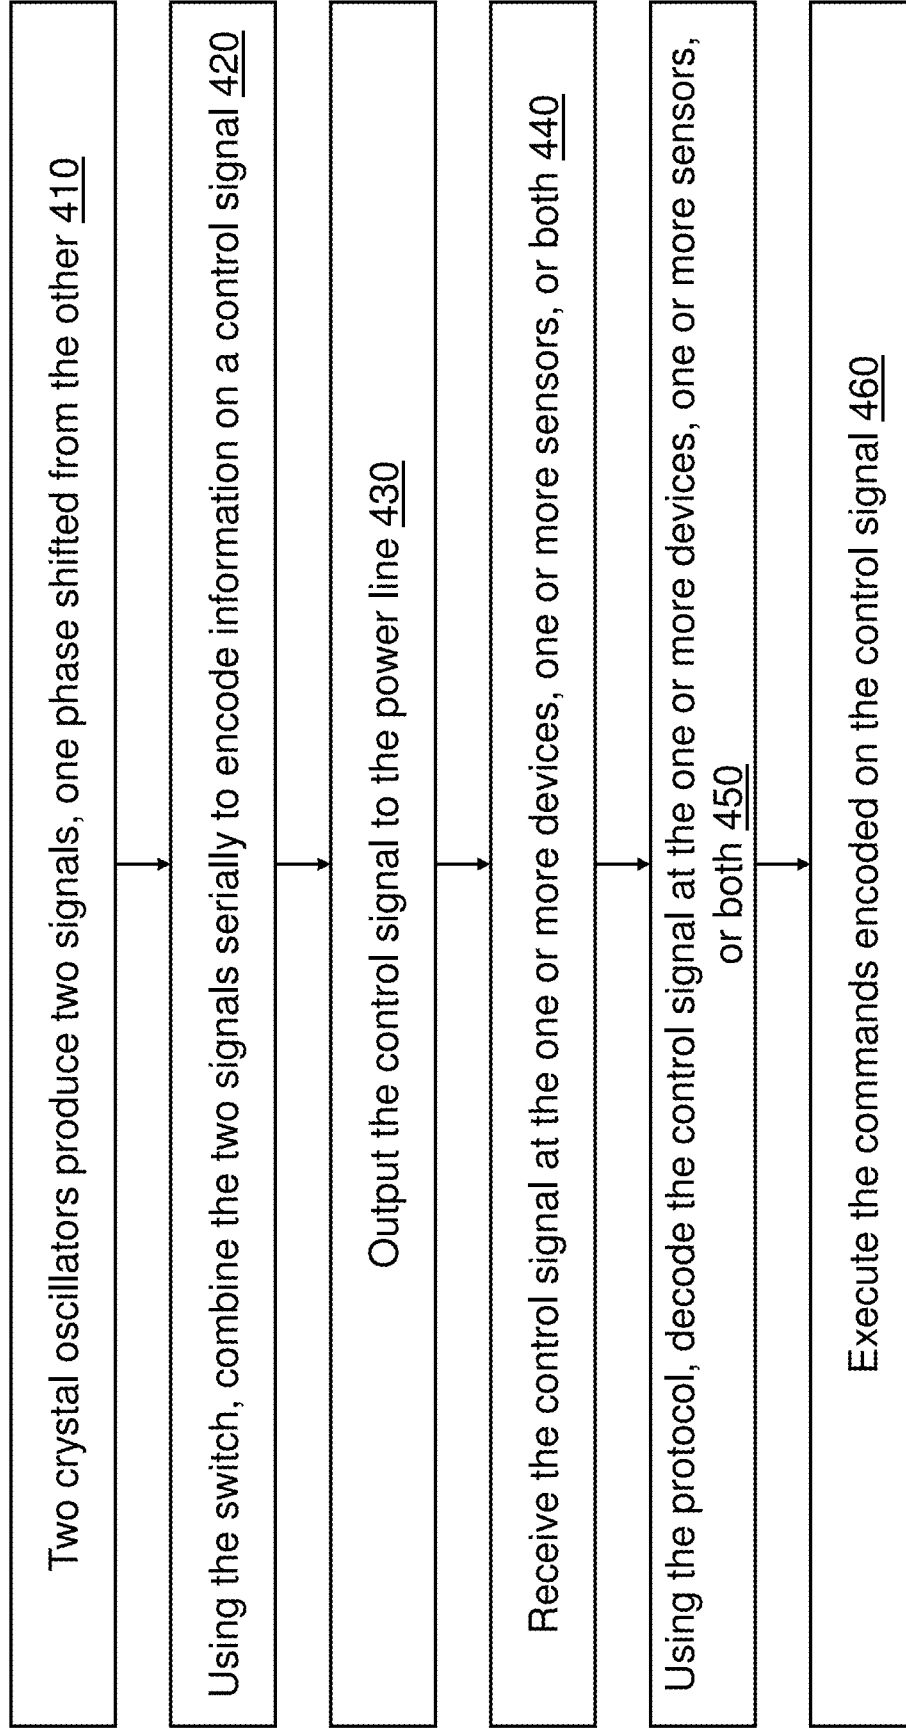 Two crystal oscillators produce two signals, one phase shifted from the other 410
Using the switch, combine the two signals serially to encode information on a control signal 420
Output the control signal to the power line 430
Receive the control signal at the one or more devices, one or more sensors, or both 440
Using the protocol, decode the control signal at the one or more devices, one or more sensors,
or both 450
Execute the commands encoded on the control signal 460